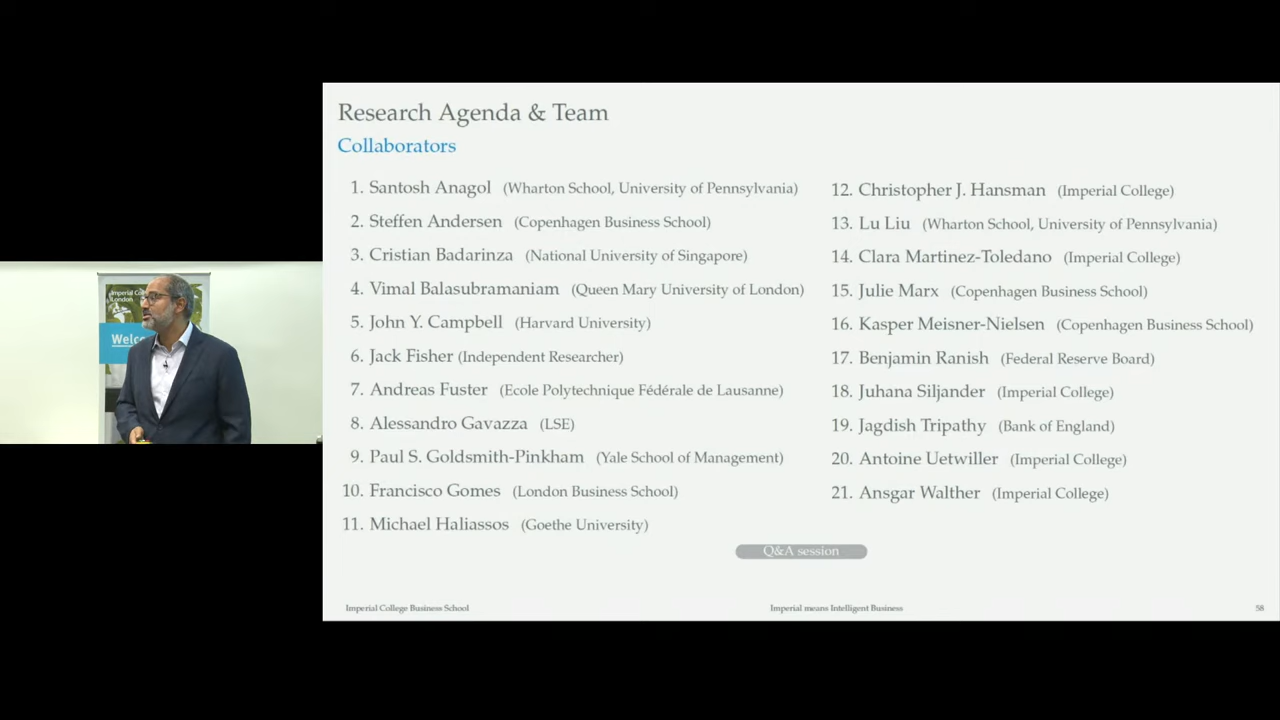 Research Agenda & Team
Collaborators
1. Santosh Anagol (Wharton School, University of Pennsylvania)
2. Steffen Andersen (Copenhagen Business School)
3. Cristian Badarinza (National University of Singapore)
4. Vimal Balasubramaniam (Queen Mary University of London)
5. John Y. Campbell (Harvard University)
6. Jack Fisher (Independent Researcher)
7. Andreas Fuster (Ecole Polytechnique Fédérale de Lausanne)
8. Alessandro Gavazza (LSE)
9. Paul S. Goldsmith-Pinkham (Yale School of Management)
10. Francisco Gomes (London Business School)
11. Michael Haliassos (Goethe University)
12. Christopher J. Hansman (Imperial College)
13. Lu Liu (Wharton School, University of Pennsylvania)
14. Clara Martinez-Toledano (Imperial College)
15. Julie Marx (Copenhagen Business School)
16. Kasper Meisner-Nielsen (Copenhagen Business School)
17. Benjamin Ranish (Federal Reserve Board)
18. Juhana Siljander (Imperial College)
19. Jagdish Tripathy (Bank of England)
20. Antoine Uetwiller (Imperial College)
21. Ansgar Walther (Imperial College)
Q&A session
Imperial College Business School
Imperial means Intelligent Business
58
Imperial
London